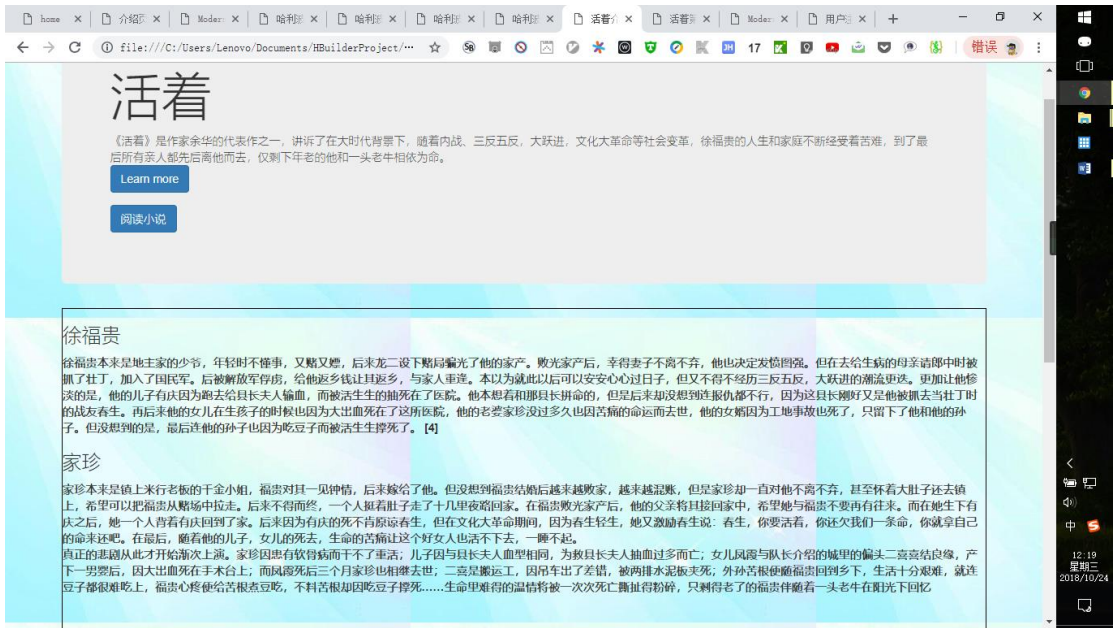 home
介绍页
Moder
哈利波
哈利波
哈利波
哈利波
活着介
活着
Moder
用户
file:///C:/Users/Lenovo/Documents/HBuilderProject/…
17
错误
活着
《活着》是作家余华的代表作之一，讲诉了在大时代背景下，随着内战、三反五反，大跃进，文化大革命等社会变革，徐福贵的人生和家庭不断经受着苦难，到了最
后所有亲人都先后离他而去，仅剩下年老的他和一头老牛相依为命。
Learn more
阅读小说
徐福贵
徐福贵本来是地主家的少爷，年轻时不懂事，又赌又嫖，后来龙二设下赌局骗光了他的家产。败光家产后，幸得妻子不离不弃，他也决定发愤图强。但在去给生病的母亲请郎中时被
抓了壮丁，加入了国民军。后被解放军俘虏，给他返乡钱让其返乡，与家人重逢。本以为就此以后可以安安心心过日子，但又不得不经历三反五反，大跃进的潮流更迭。更加让他惨
淡的是，他的儿子有庆因为跑去给县长夫人输血，而被活生生的抽死在了医院。他本想着和那县长拼命的，但是后来却没想到连报仇都不行，因为这县长刚好又是他被抓去当壮丁时
的战友春生。再后来他的女儿在生孩子的时候也因为大出血死在了这所医院，他的老婆家珍没过多久也因苦痛的命运而去世，他的女婿因为工地事故也死了，只留下了他和他的孙
子。但没想到的是，最后连他的孙子也因为吃豆子而被活生生撑死了。 [4]
家珍
家珍本来是镇上米行老板的千金小姐，福贵对其一见钟情，后来嫁给了他。但没想到福贵结婚后越来越败家，越来越混账，但是家珍却一直对他不离不弃，甚至怀着大肚子还去镇
上，希望可以把福贵从赌场中拉走。后来不得而终，一个人挺着肚子走了十几里夜路回家。在福贵败光家产后，他的父亲将其接回家中，希望她与福贵不要再有往来。而在她生下有
庆之后，她一个人背着有庆回到了家。后来因为有庆的死不肯原谅春生，但在文化大革命期间，因为春生轻生，她又激励春生说：春生，你要活着，你还欠我们一条命，你就拿自己
的命来还吧。在最后，随着他的儿子，女儿的死去，生命的苦痛让这个好女人也活不下去，一睡不起。
真正的悲剧从此才开始渐次上演。家珍因患有软骨病而干不了重活；儿子因与县长夫人血型相同，为救县长夫人抽血过多而亡；女儿凤霞与队长介绍的城里的偏头二喜喜结良缘，产
下一男婴后，因大出血死在手术台上；而凤霞死后三个月家珍也相继去世；二喜是搬运工，因吊车出了差错，被两排水泥板夹死；外孙苦根便随福贵回到乡下，生活十分艰难，就连
豆子都很难吃上，福贵心疼便给苦根煮豆吃，不料苦根却因吃豆子撑死……生命里难得的温情将被一次次死亡撕扯得粉碎，只剩得老了的福贵伴随着一头老牛在阳光下回忆
中
12:19
星期三
2018/10/24